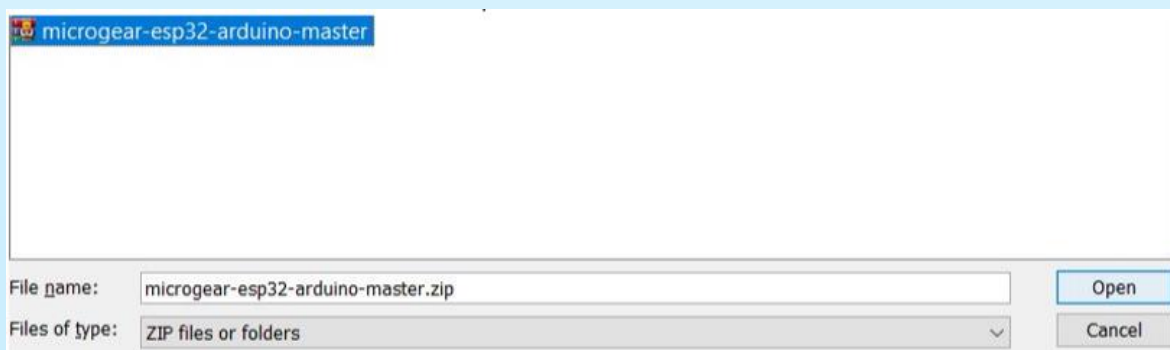 microgear-esp32-arduino-master
File name: microgear-esp32-arduino-master.zip Open
Files of type: ZIP files or folders Cancel